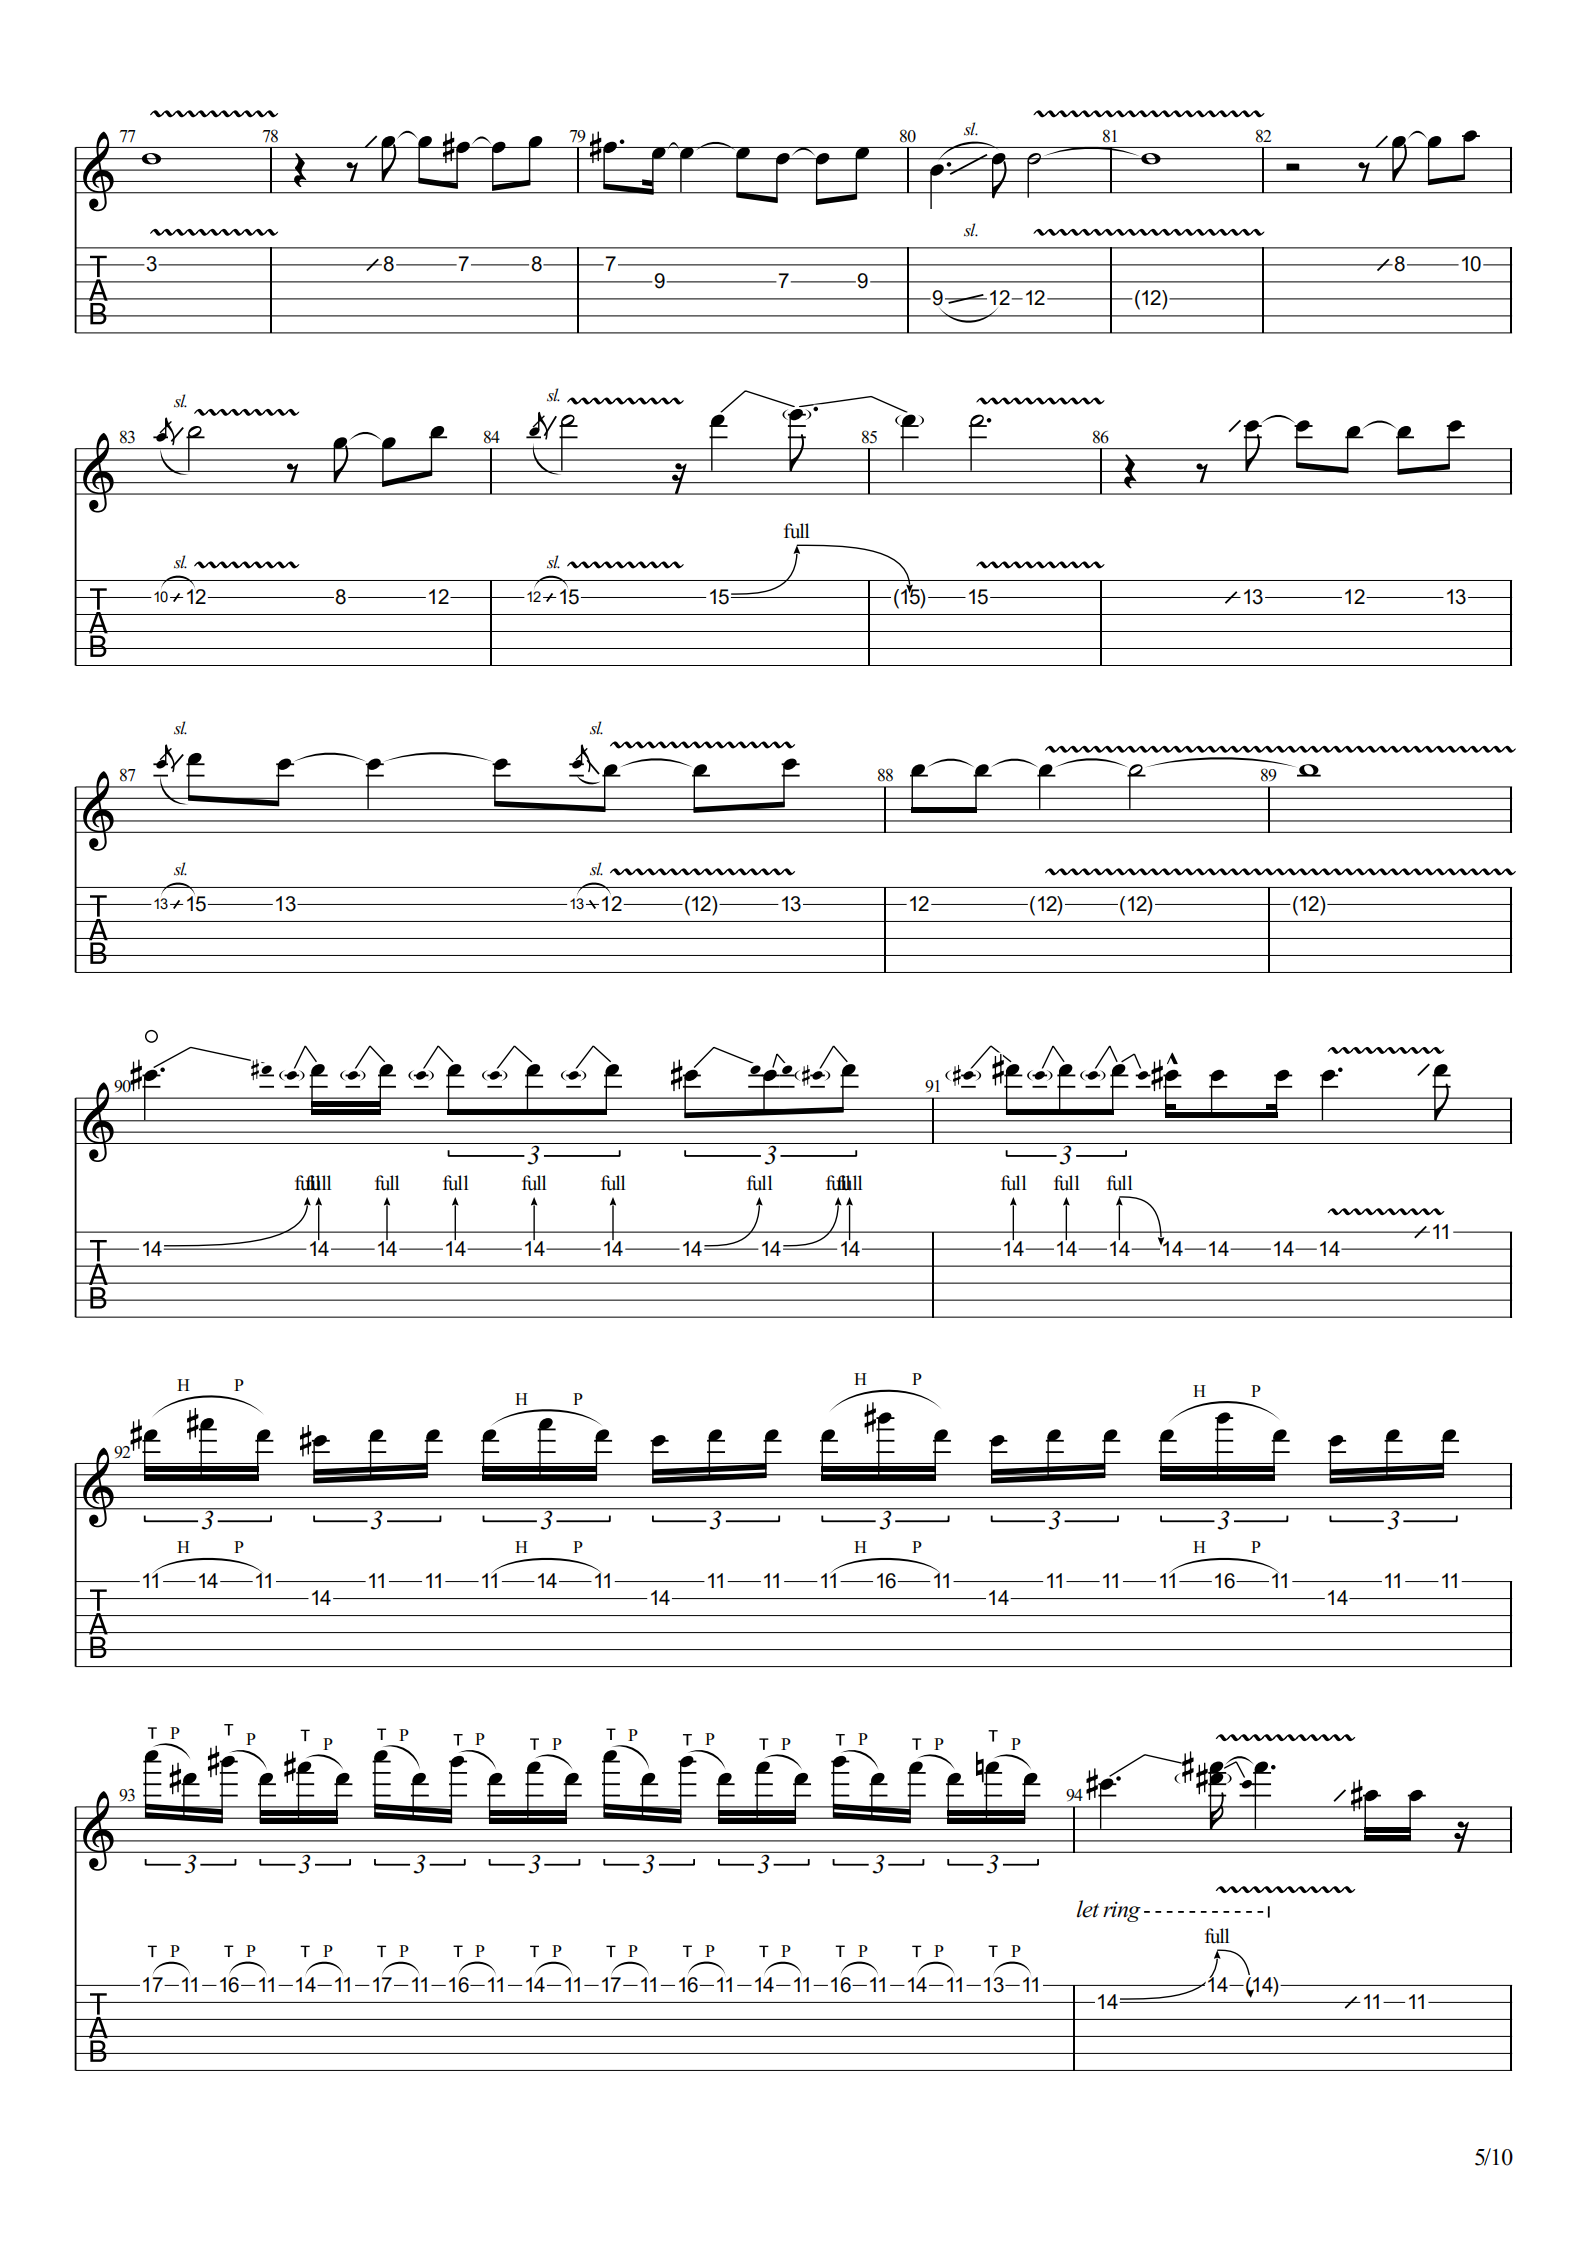 77 78 79 80 sl. 81 82
sl.
T A B 3 8 7 8 7 9 7 9 9 12 12 (12) 8 10
83 sl. 84 sl. 85 86
full
sl. sl.
T A B 10 12 8 12 12 15 15 (15) 15 13 12 13
87 sl. sl. 88 89
sl. sl.
T A B 13 15 13 13 12 (12) 13 12 (12) (12) (12)
90 91
3 3 3
full full full full full full full full full full full full full
T A B 14 14 14 14 14 14 14 14 14 14 14 14 14 14 14 14 11
H P H P H P H P
92
3 3 3 3 3 3 3 3
H P H P H P H P
T A B 11 14 11 14 11 11 11 14 11 14 11 11 11 16 11 14 11 11 11 16 11 14 11 11
T P T P T P T P T P T P T P T P T P T P T P T P
93 94
3 3 3 3 3 3 3 3
let ring
full
T P T P T P T P T P T P T P T P T P T P T P T P
T A B 17 11 16 11 14 11 17 11 16 11 14 11 17 11 16 11 14 11 16 11 14 11 13 11 14 14 (14) 11 11
5/10